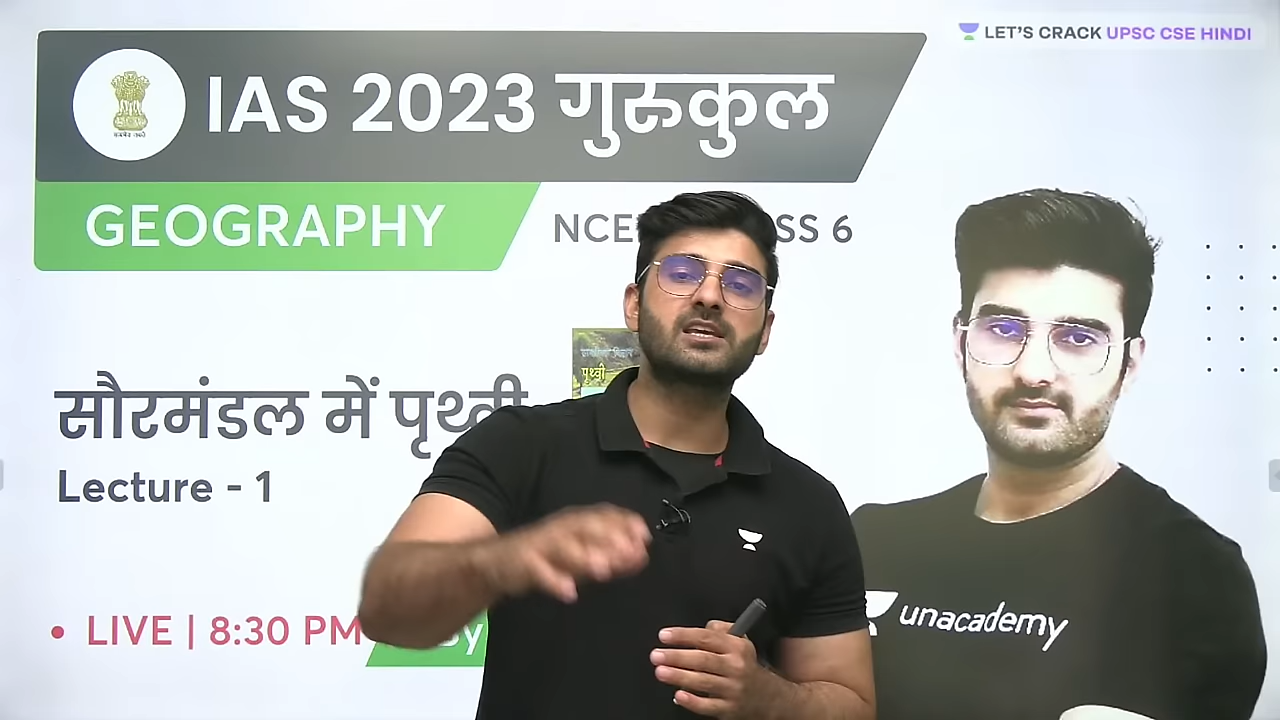 LET'S CRACK UPSC CSE HINDI
IAS 2023 गुरुकुल
GEOGRAPHY
SS 6
पृथ्वी
सौरमंडल में पृथ्वी
Lecture - 1
unacademy
• LIVE | 8:30 PM
By